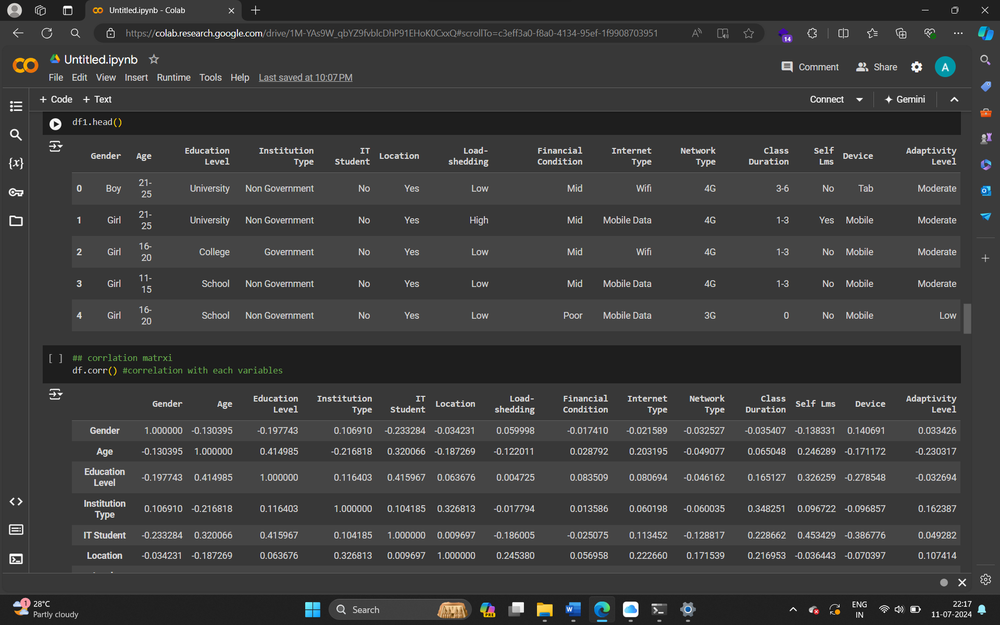 Untitled.ipynb - Colab
https://colab.research.google.com/drive/1M-YAs9W_qbYZ9fvblcDhP91EHoK0CxxQ#scrollTo=c3eff3a0-f8a0-4134-95ef-1f9908703951
14
Untitled.ipynb
Comment Share A
File Edit View Insert Runtime Tools Help Last saved at 10:07 PM
+ Code + Text Connect Gemini
df1.head()
Gender Age Education Level Institution Type IT Student Location Load-shedding Financial Condition Internet Type Network Type Class Duration Self Lms Device Adaptivity Level
0 Boy 21-25 University Non Government No Yes Low Mid Wifi 4G 3-6 No Tab Moderate
1 Girl 21-25 University Non Government No Yes High Mid Mobile Data 4G 1-3 Yes Mobile Moderate
2 Girl 16-20 College Government No Yes Low Mid Wifi 4G 1-3 No Mobile Moderate
3 Girl 11-15 School Non Government No Yes Low Mid Mobile Data 4G 1-3 No Mobile Moderate
4 Girl 16-20 School Non Government No Yes Low Poor Mobile Data 3G 0 No Mobile Low
[ ] ## corrlation matrxi
df.corr() #correlation with each variables
Gender Age Education Level Institution Type IT Student Location Load-shedding Financial Condition Internet Type Network Type Class Duration Self Lms Device Adaptivity Level
Gender 1.000000 -0.130395 -0.197743 0.106910 -0.233284 -0.034231 0.059998 -0.017410 -0.021589 -0.032527 -0.035407 -0.138331 0.140691 0.033426
Age -0.130395 1.000000 0.414985 -0.216818 0.320066 -0.187269 -0.122011 0.028792 0.203195 -0.049077 0.065048 0.246289 -0.171172 -0.230317
Education Level -0.197743 0.414985 1.000000 0.116403 0.415967 0.063676 0.004725 0.083509 0.080694 -0.046162 0.165127 0.326259 -0.278548 -0.032694
Institution Type 0.106910 -0.216818 0.116403 1.000000 0.104185 0.326813 -0.017794 0.013586 0.060198 -0.060035 0.348251 0.096722 -0.096857 0.162387
IT Student -0.233284 0.320066 0.415967 0.104185 1.000000 0.009697 -0.186005 -0.025075 0.113452 -0.128817 0.228662 0.453429 -0.386776 0.049282
Location -0.034231 -0.187269 0.063676 0.326813 0.009697 1.000000 0.245380 0.056958 0.222660 0.171539 0.216953 -0.036443 -0.070397 0.107414
1 28°C
Partly cloudy
Search
PRE
ENG
IN
22:17
11-07-2024